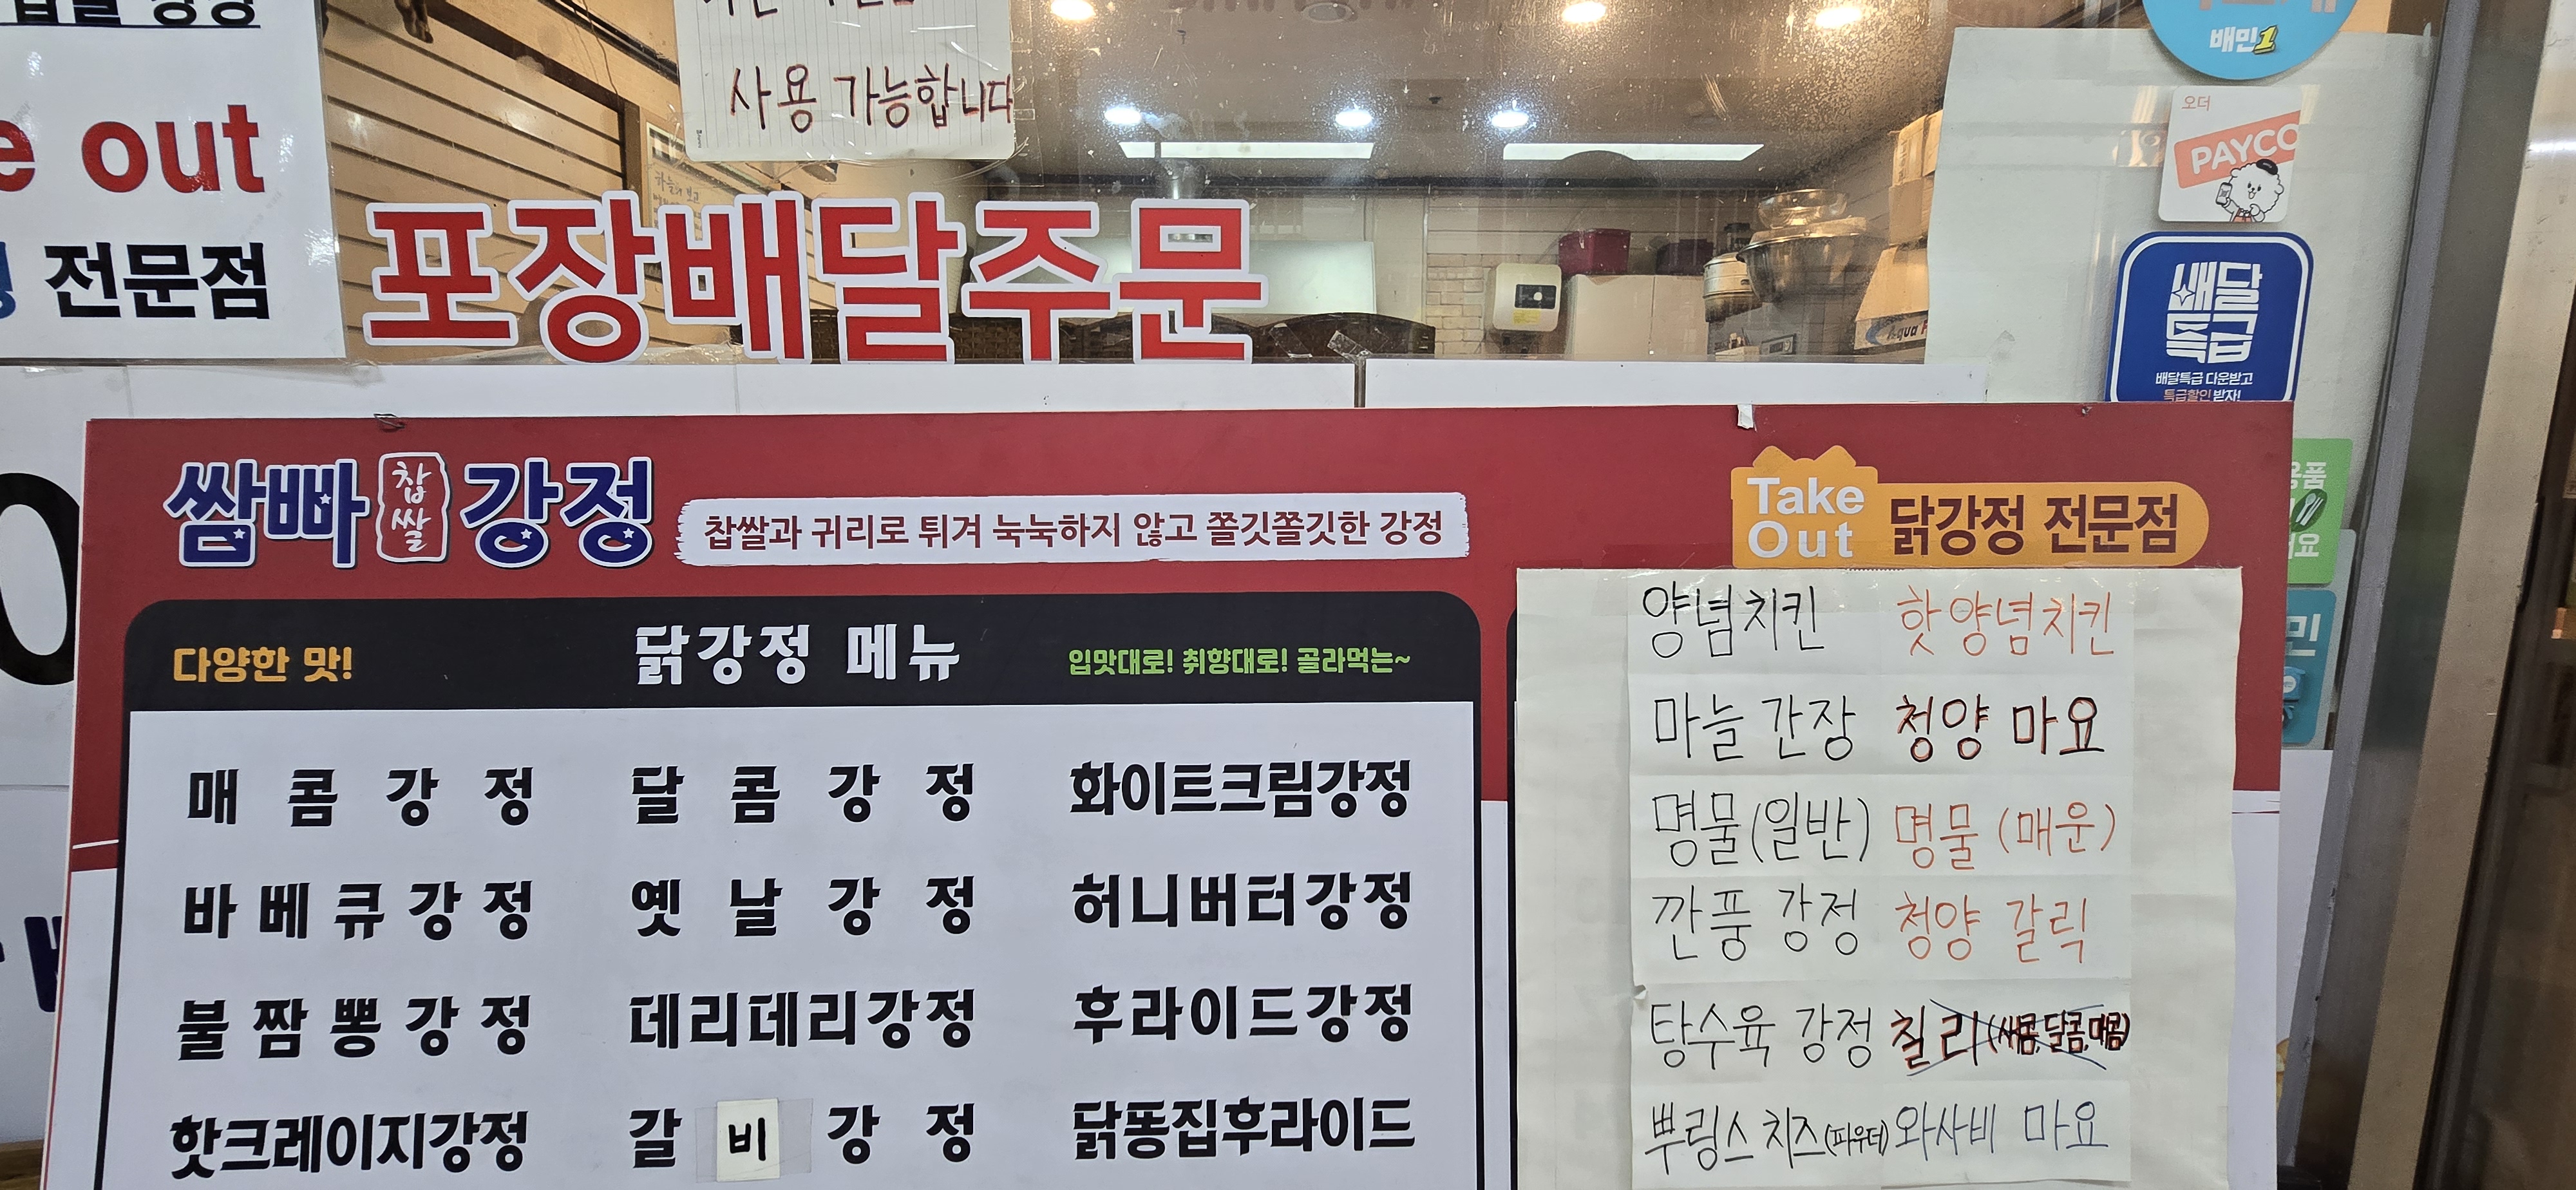 e out
전문점
사용 가능합니다
포장배달주문
배민1
오더
PAYCO
배달특급
배달특급 다운받고
특급할인 받자!
쌈빠 찹쌀 강정
찹쌀과 귀리로 튀겨 눅눅하지 않고 쫄깃쫄깃한 강정
Take Out 닭강정 전문점
다양한 맛! 닭강정 메뉴 입맛대로! 취향대로! 골라먹는~
매콤강정 달콤강정 화이트크림강정
바베큐강정 옛날강정 허니버터강정
불짬뽕강정 데리데리강정 후라이드강정
핫크레이지강정 갈비강정 닭똥집후라이드
양념치킨 핫양념치킨
마늘 간장 청양 마요
명물(일반) 명물 (매운)
깐풍 강정 청양 갈릭
탕수육 강정 칠리(새콤,달콤,매콤)
뿌링스 치즈(파우더) 와사비 마요